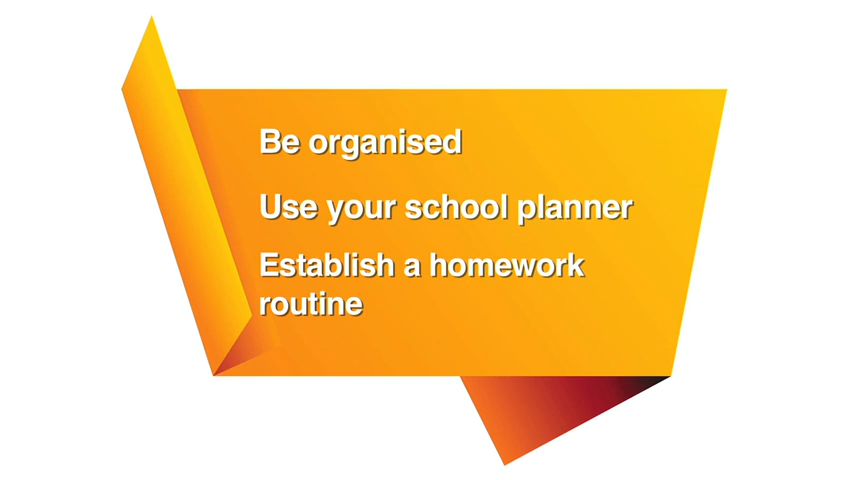 Be organised
Use your school planner
Establish a homework
routine